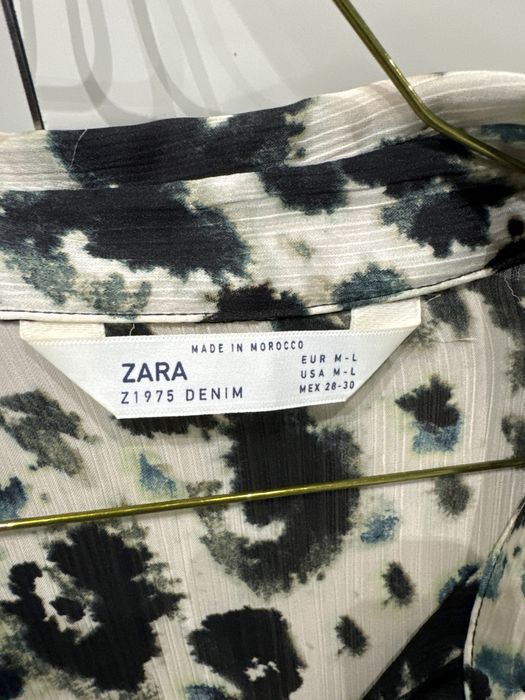 MADE IN MOROCCO
ZARA
Z1975 DENIM
EUR M-L
USA M-L
MEX 28-30